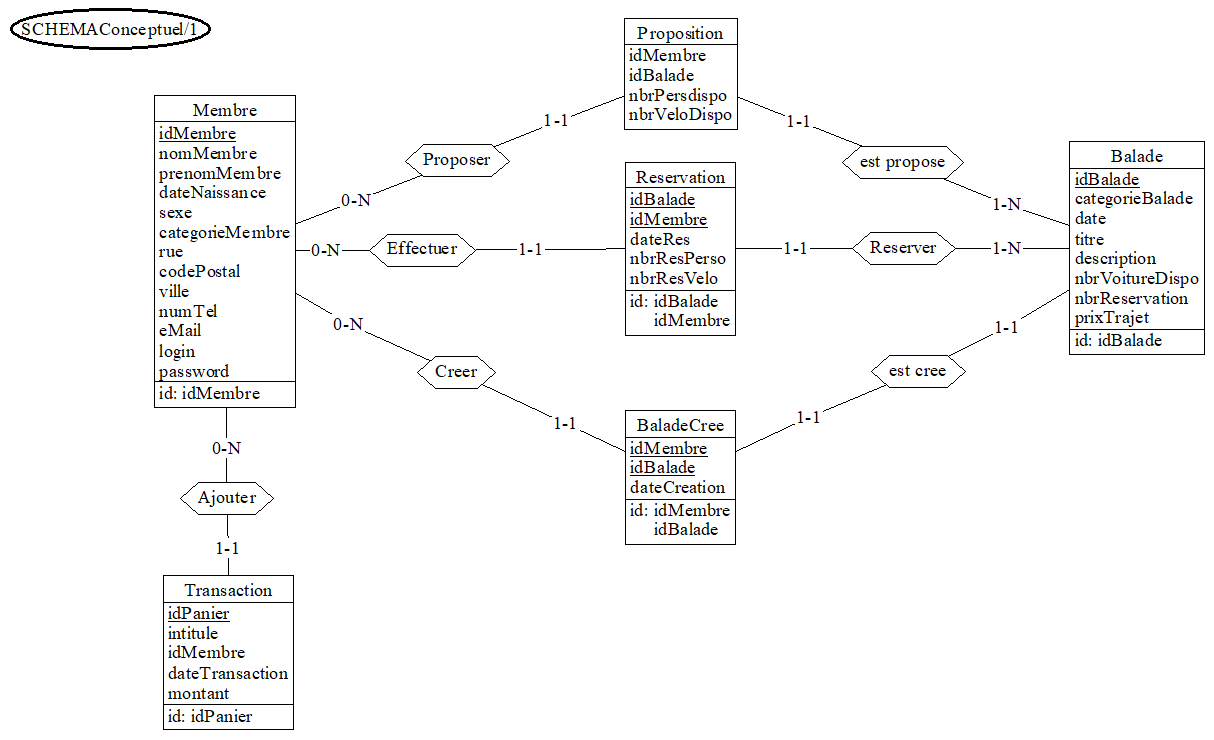 SCHEMAConceptuel/1
Proposition
idMembre
idBalade
nbrPersdispo
nbrVeloDispo
Membre
idMembre
nomMembre
prenomMembre
dateNaissance
sexe
categorieMembre
rue
codePostal
ville
numTel
eMail
login
password
id: idMembre
1-1
Proposer
0-N
1-1
est propose
1-N
Reservation
idBalade
idMembre
dateRes
nbrResPerso
nbrResVelo
id: idBalade
idMembre
Balade
idBalade
categorieBalade
date
titre
description
nbrVoitureDispo
nbrReservation
prixTrajet
id: idBalade
0-N
Effectuer
1-1
1-1
Reserver
1-N
0-N
Creer
1-1
1-1
est cree
1-1
BaladeCree
idMembre
idBalade
dateCreation
id: idMembre
idBalade
0-N
Ajouter
1-1
Transaction
idPanier
intitule
idMembre
dateTransaction
montant
id: idPanier